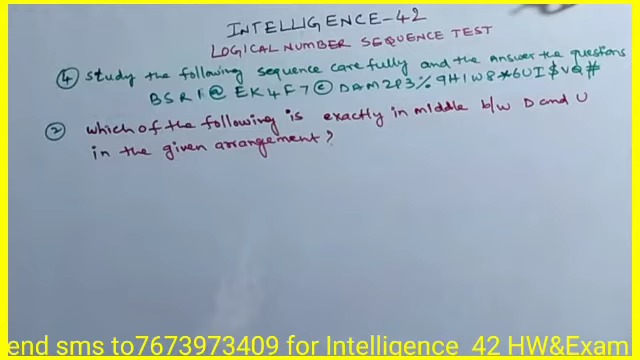 INTELLIGENCE-42
LOGICAL NUMBER SEQUENCE TEST
④ Study the following sequence carefully and the Answer the questions
BSR1@ EK4F7© DAM2P3%9H1W8*6UI$VQ#
② which of the following is exactly in middle b/w D and U
in the given arrangement?
end sms to7673973409 for Intelligence 42 HW&Exam